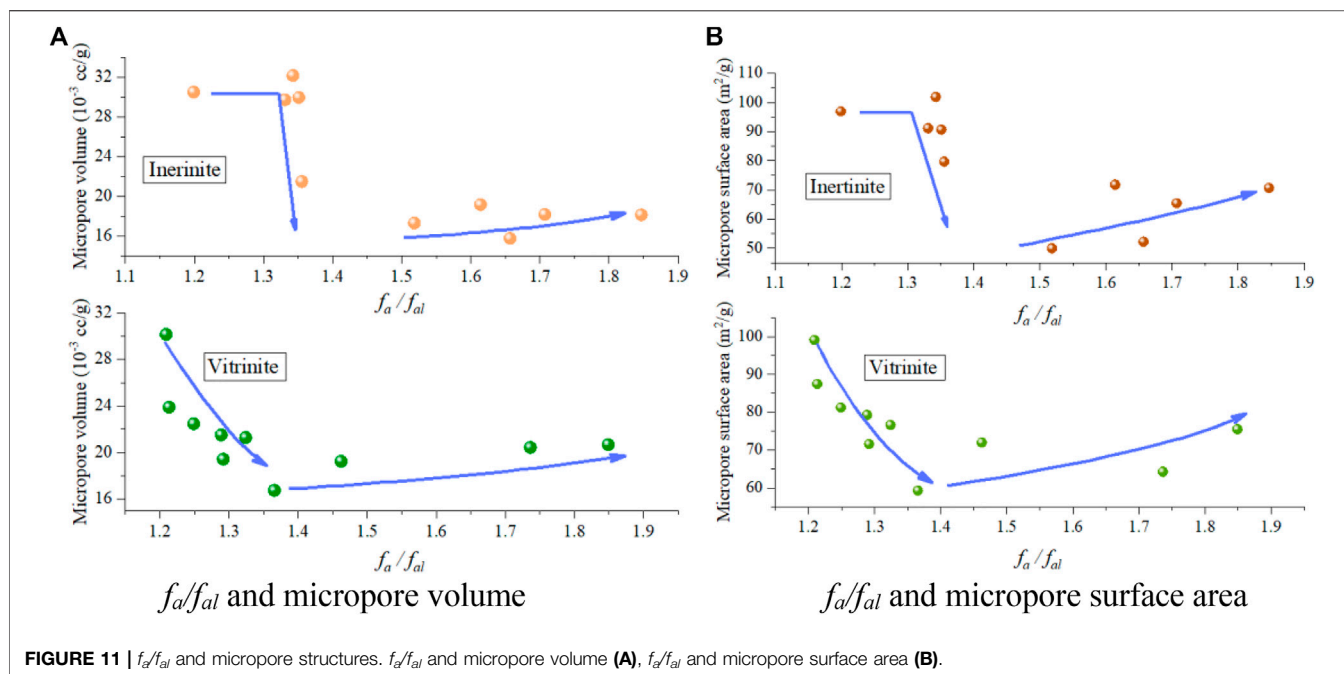 A
Micropore volume (10⁻³ cc/g)
32
28
24
20
16
Inerinite
1.1 1.2 1.3 1.4 1.5 1.6 1.7 1.8 1.9
fa / fal
Micropore volume (10⁻³ cc/g)
32
28
24
20
16
Vitrinite
1.2 1.3 1.4 1.5 1.6 1.7 1.8 1.9
fa / fal
fa/fal and micropore volume
B
Micropore surface area (m²/g)
110
100
90
80
70
60
50
Inertinite
1.1 1.2 1.3 1.4 1.5 1.6 1.7 1.8 1.9
fa / fal
Micropore surface area (m²/g)
100
90
80
70
60
Vitrinite
1.2 1.3 1.4 1.5 1.6 1.7 1.8 1.9
fa / fal
fa/fal and micropore surface area
FIGURE 11 | fa/fal and micropore structures. fa/fal and micropore volume (A), fa/fal and micropore surface area (B).